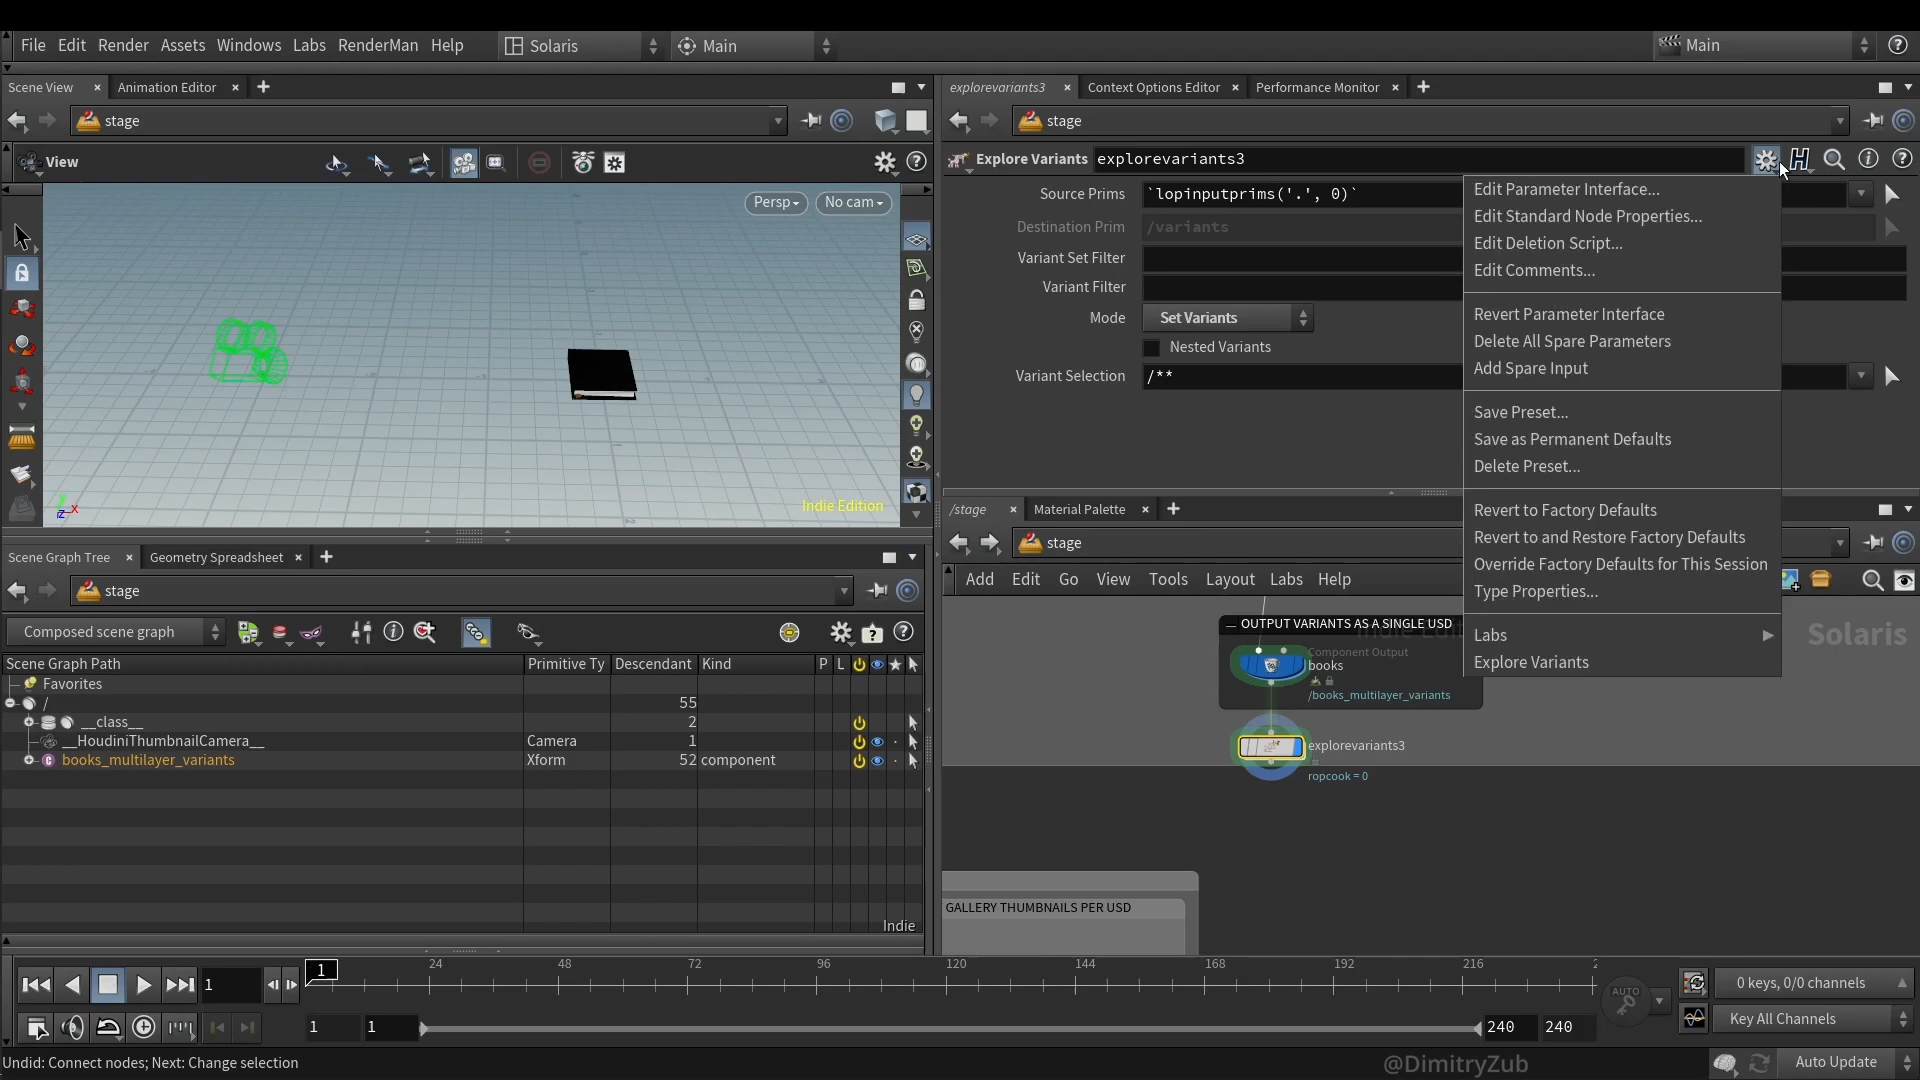 File Edit Render Assets Windows Labs RenderMan Help Solaris Main Main
Scene View Animation Editor
stage
View
Persp No cam
Indie Edition
y x z
explorevariants3 Context Options Editor Performance Monitor
stage
Explore Variants explorevariants3
Source Prims `lopinputprims('.', 0)`
Destination Prim /variants
Variant Set Filter
Variant Filter
Mode Set Variants
Nested Variants
Variant Selection /**
Edit Parameter Interface...
Edit Standard Node Properties...
Edit Deletion Script...
Edit Comments...
Revert Parameter Interface
Delete All Spare Parameters
Add Spare Input
Save Preset...
Save as Permanent Defaults
Delete Preset...
Revert to Factory Defaults
Revert to and Restore Factory Defaults
Override Factory Defaults for This Session
Type Properties...
Labs
Explore Variants
/stage Material Palette
stage
Add Edit Go View Tools Layout Labs Help
Solaris
OUTPUT VARIANTS AS A SINGLE USD
Component Output
books
/books_multilayer_variants
explorevariants3
ropcook = 0
GALLERY THUMBNAILS PER USD
Scene Graph Tree Geometry Spreadsheet
stage
Composed scene graph
Scene Graph Path Primitive Ty Descendant Kind P L
Favorites
/ 55
__class__ 2
__HoudiniThumbnailCamera__ Camera 1
books_multilayer_variants Xform 52 component
Indie
1 24 48 72 96 120 144 168 192 216
1
AUTO
0 keys, 0/0 channels
1 1 240 240
Key All Channels
Undid: Connect nodes; Next: Change selection
@DimitryZub
Auto Update